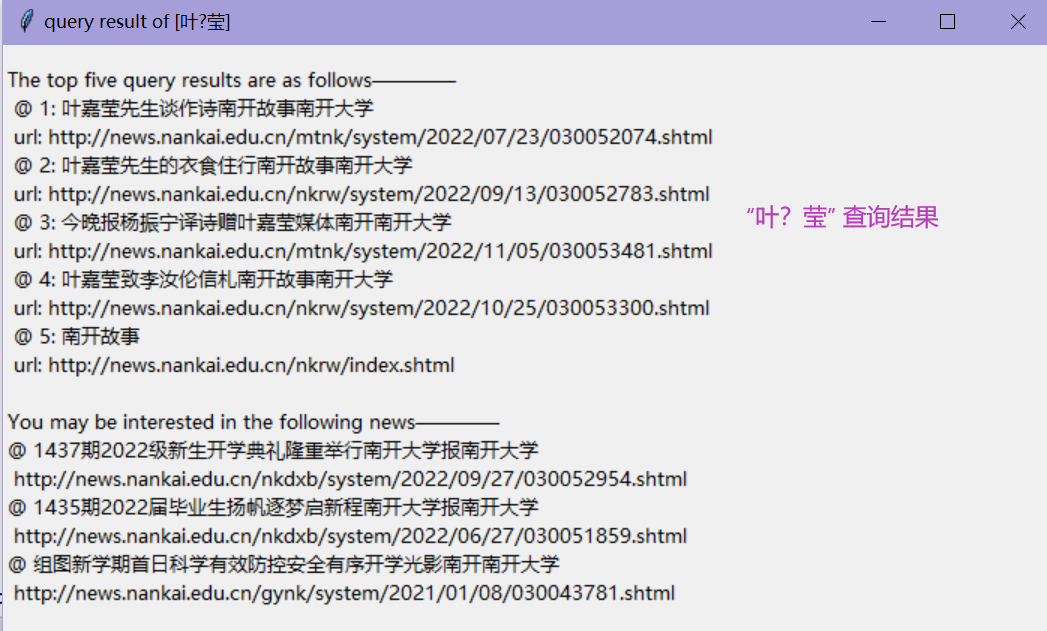 query result of [叶?莹]
The top five query results are as follows————
@ 1: 叶嘉莹先生谈作诗南开故事南开大学
url: http://news.nankai.edu.cn/mtnk/system/2022/07/23/030052074.shtml
@ 2: 叶嘉莹先生的衣食住行南开故事南开大学
url: http://news.nankai.edu.cn/nkrw/system/2022/09/13/030052783.shtml
@ 3: 今晚报杨振宁译诗赠叶嘉莹媒体南开南开大学
“叶？莹” 查询结果
url: http://news.nankai.edu.cn/mtnk/system/2022/11/05/030053481.shtml
@ 4: 叶嘉莹致李汝伦信札南开故事南开大学
url: http://news.nankai.edu.cn/nkrw/system/2022/10/25/030053300.shtml
@ 5: 南开故事
url: http://news.nankai.edu.cn/nkrw/index.shtml
You may be interested in the following news————
@ 1437期2022级新生开学典礼隆重举行南开大学报南开大学
http://news.nankai.edu.cn/nkdxb/system/2022/09/27/030052954.shtml
@ 1435期2022届毕业生扬帆逐梦启新程南开大学报南开大学
http://news.nankai.edu.cn/nkdxb/system/2022/06/27/030051859.shtml
@ 组图新学期首日科学有效防控安全有序开学光影南开南开大学
http://news.nankai.edu.cn/gynk/system/2021/01/08/030043781.shtml